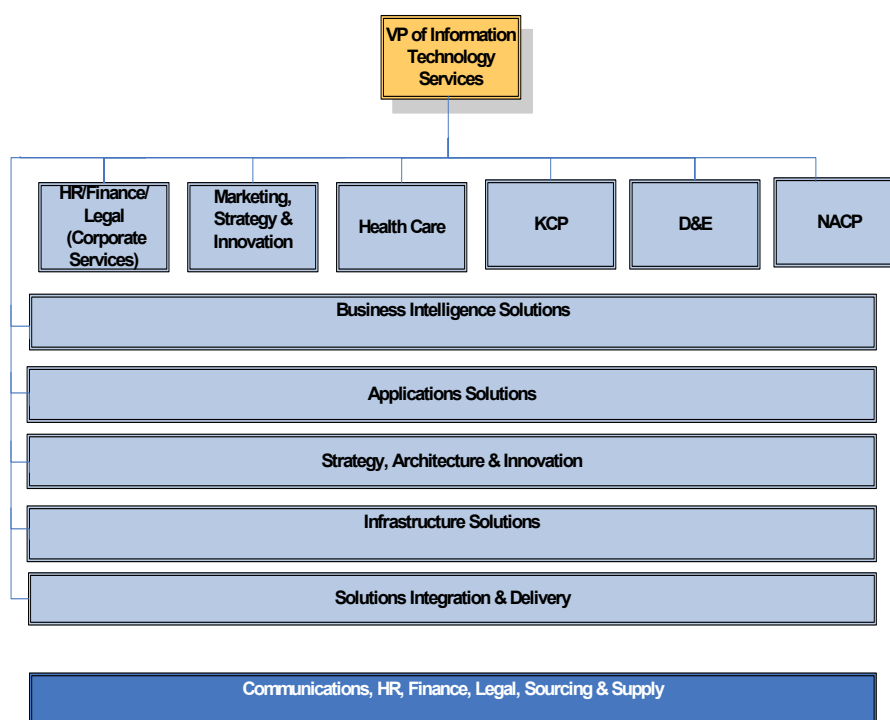 VP of Information
Technology
Services
HR/Finance/
Legal
(Corporate
Services)
Marketing,
Strategy &
Innovation
Health Care
KCP
D&E
NACP
Business Intelligence Solutions
Applications Solutions
Strategy, Architecture & Innovation
Infrastructure Solutions
Solutions Integration & Delivery
Communications, HR, Finance, Legal, Sourcing & Supply